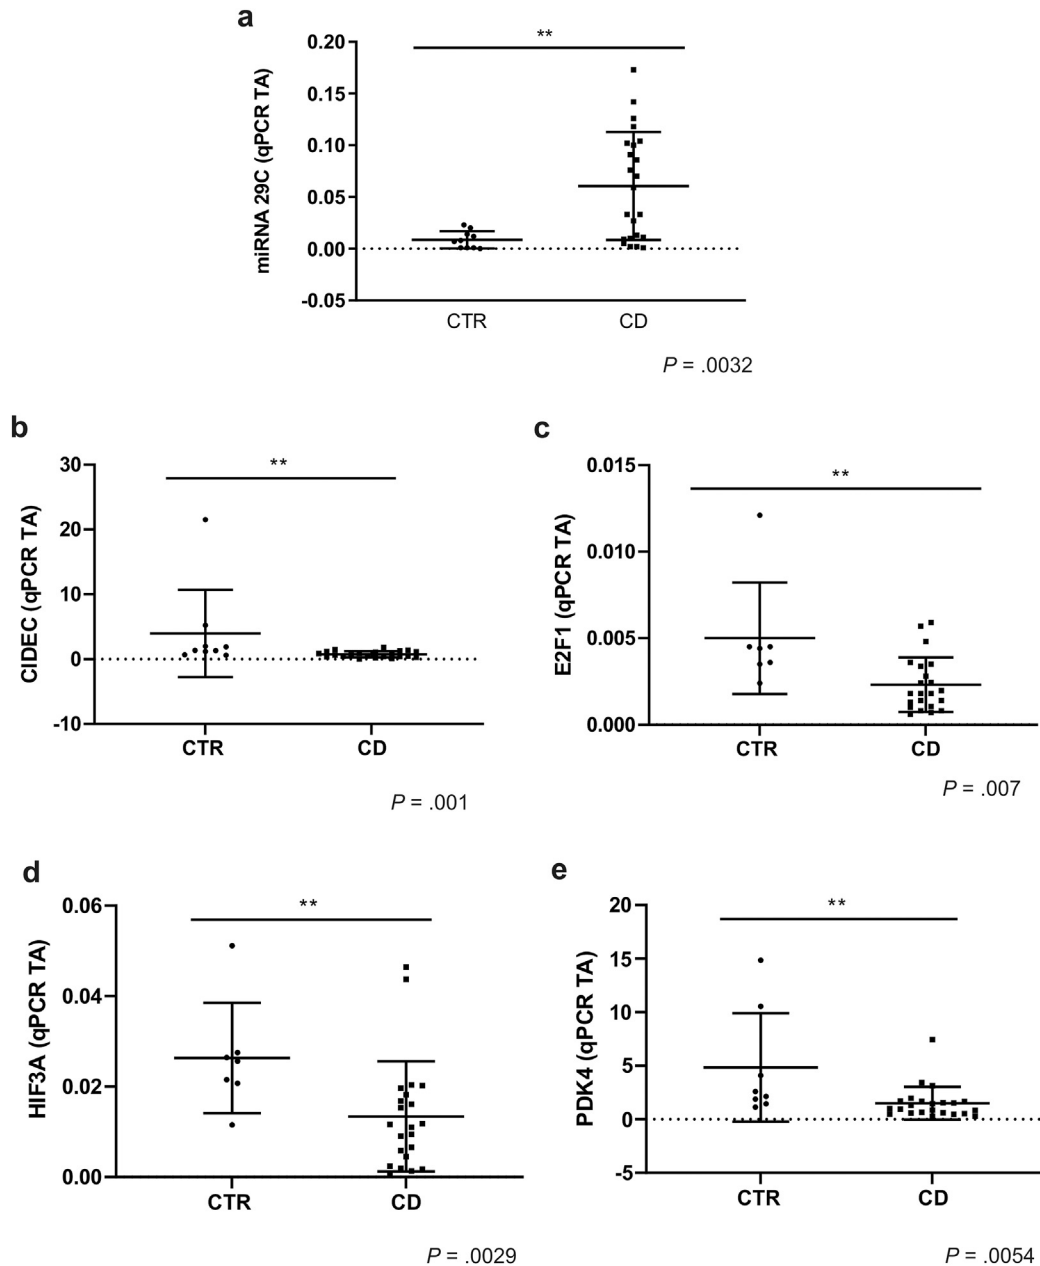 a
**
0.20
0.15
0.10
0.05
0.00
-0.05
miRNA 29C (qPCR TA)
CTR CD
P = .0032
b
**
30
20
10
0
-10
CIDEC (qPCR TA)
CTR CD
P = .001
c
**
0.015
0.010
0.005
0.000
E2F1 (qPCR TA)
CTR CD
P = .007
d
**
0.06
0.04
0.02
0.00
HIF3A (qPCR TA)
CTR CD
P = .0029
e
**
20
15
10
5
0
-5
PDK4 (qPCR TA)
CTR CD
P = .0054